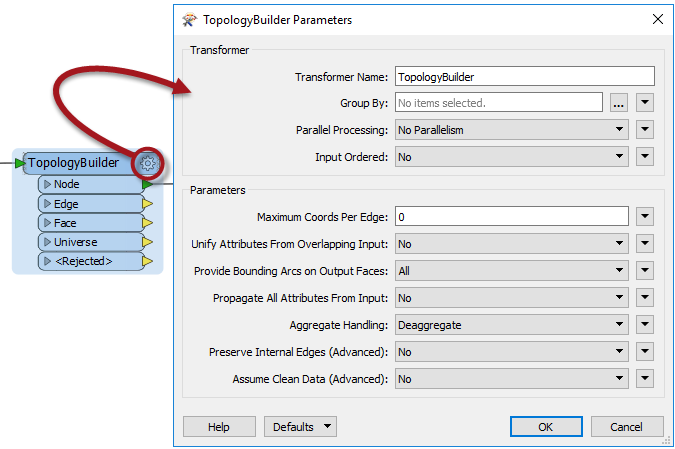 TopologyBuilder
Node
Edge
Face
Universe
<Rejected>
TopologyBuilder Parameters
Transformer
Transformer Name: TopologyBuilder
Group By: No items selected. ...
Parallel Processing: No Parallelism
Input Ordered: No
Parameters
Maximum Coords Per Edge: 0
Unify Attributes From Overlapping Input: No
Provide Bounding Arcs on Output Faces: All
Propagate All Attributes From Input: No
Aggregate Handling: Deaggregate
Preserve Internal Edges (Advanced): No
Assume Clean Data (Advanced): No
Help Defaults OK Cancel